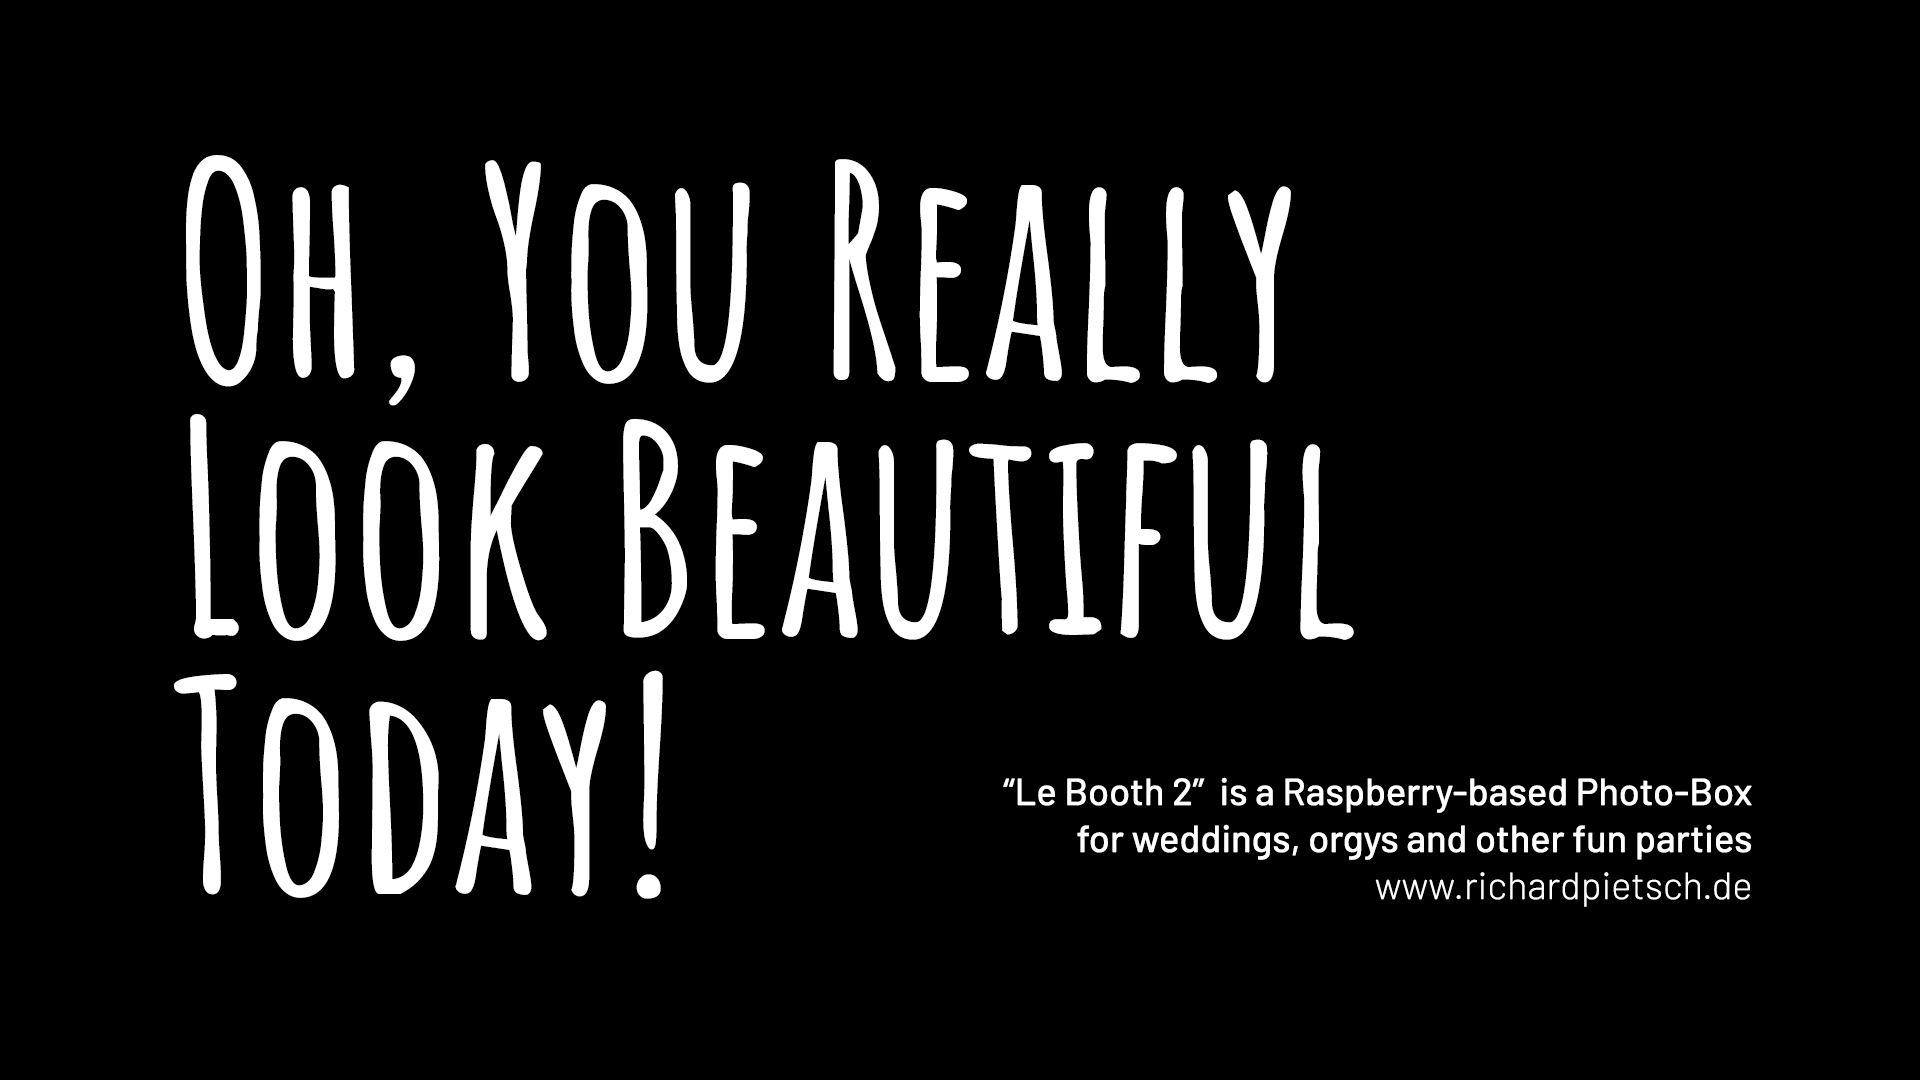 Oh, You Really
Look Beautiful
Today!
“Le Booth 2” is a Raspberry-based Photo-Box
for weddings, orgys and other fun parties
www.richardpietsch.de